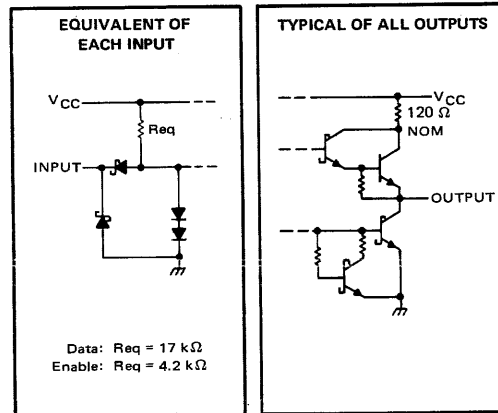 EQUIVALENT OF
EACH INPUT
VCC
Req
INPUT
Data: Req = 17 kΩ
Enable: Req = 4.2 kΩ
TYPICAL OF ALL OUTPUTS
VCC
120 Ω
NOM
OUTPUT